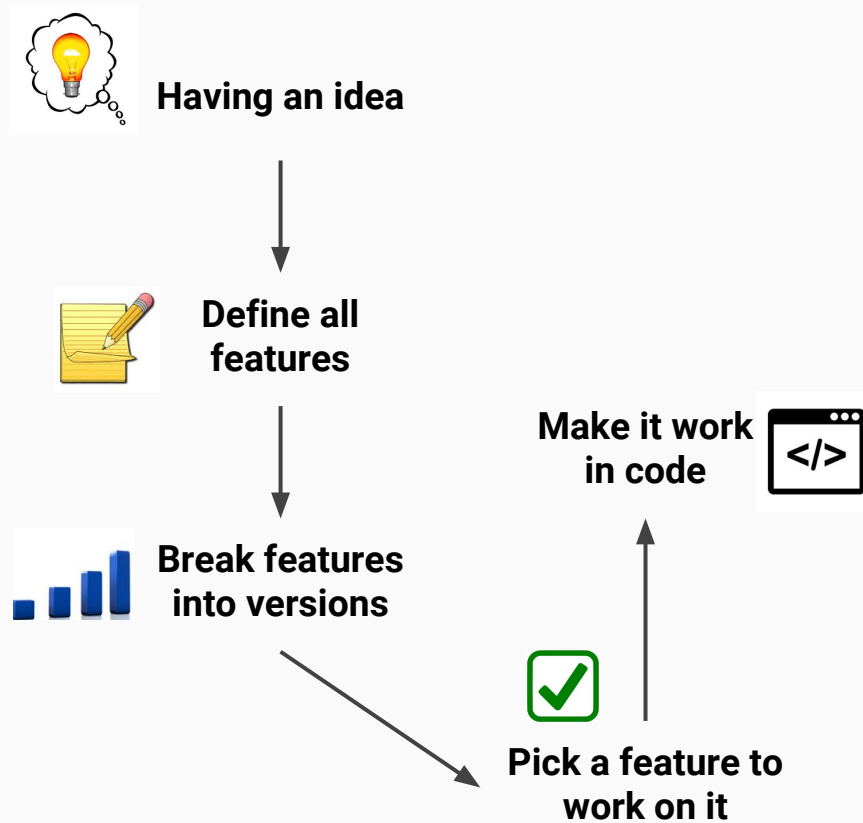 Having an idea
Define all
features
Break features
into versions
Pick a feature to
work on it
Make it work
in code
</>